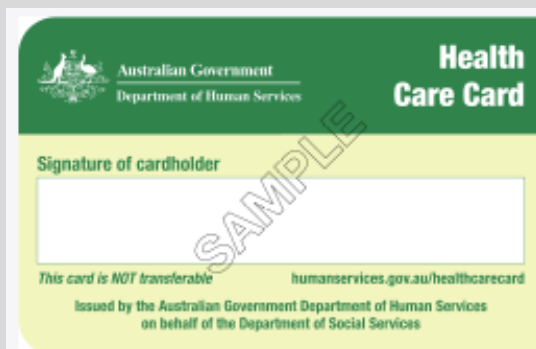 Australian Government
Department of Human Services
Health
Care Card
Signature of cardholder
SAMPLE
This card is NOT transferable
humanservices.gov.au/healthcarecard
Issued by the Australian Government Department of Human Services
on behalf of the Department of Social Services